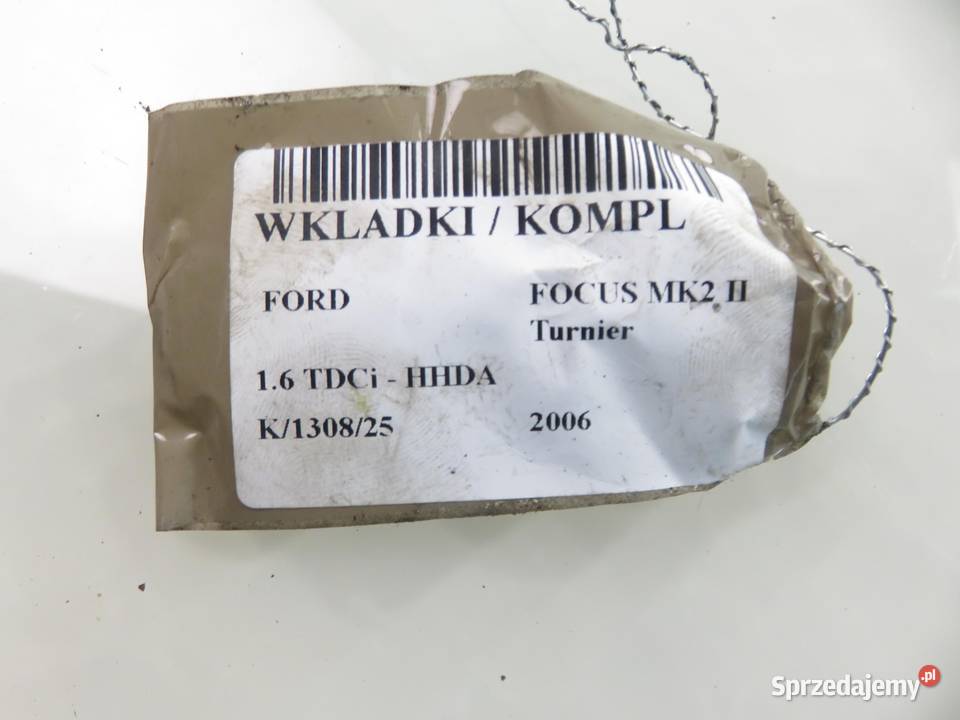 WKLADKI / KOMPL
FORD FOCUS MK2 II
Turnier
1.6 TDCi - HHDA
K/1308/25 2006
Sprzedajemy.pl